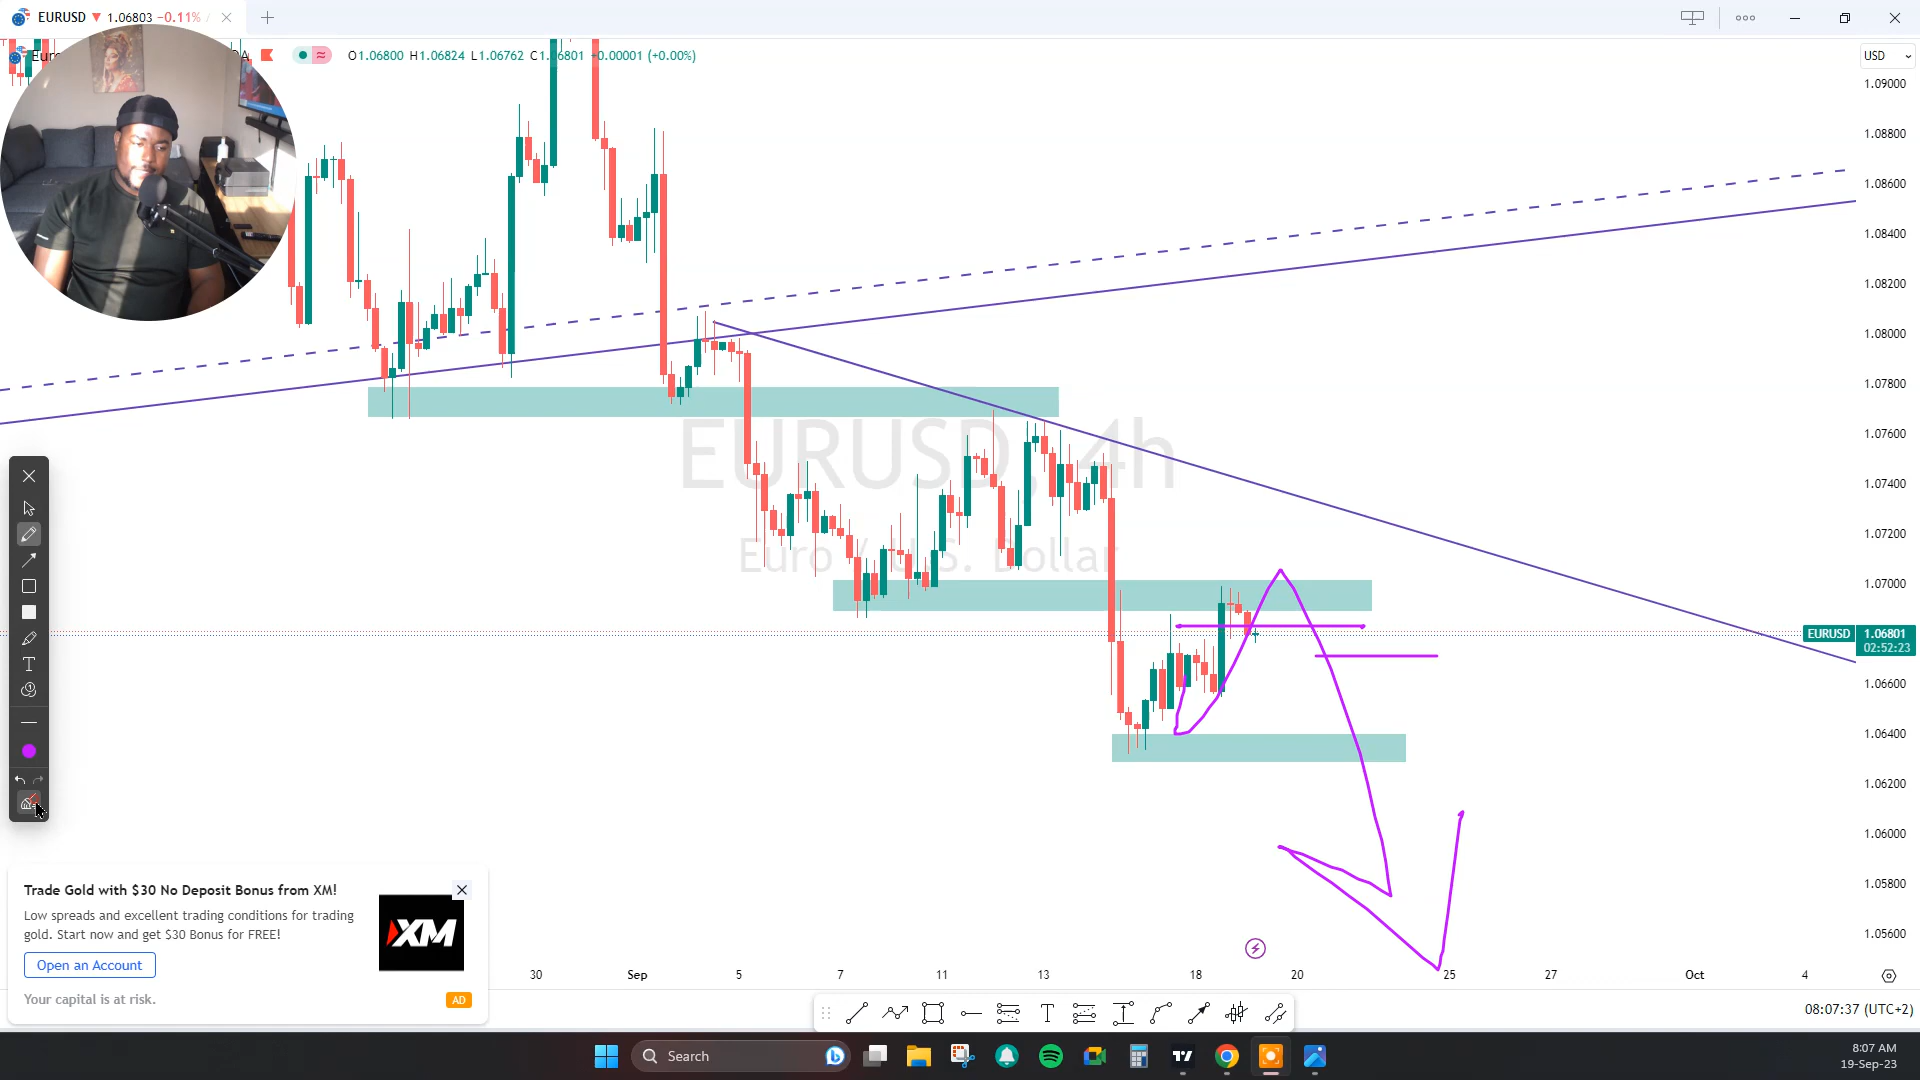 EURUSD ▼ 1.06803 −0.11% /
USD
O1.06800 H1.06824 L1.06762 C1.06801 +0.00001 (+0.00%)
1.09000
1.08800
1.08600
1.08400
1.08200
1.08000
1.07800
1.07600
1.07400
1.07200
1.07000
EURUSD 1.06801
02:52:23
1.06600
1.06400
1.06200
1.06000
1.05800
1.05600
EURUSD, 4h
Euro / U.S. Dollar
Trade Gold with $30 No Deposit Bonus from XM!
Low spreads and excellent trading conditions for trading
gold. Start now and get $30 Bonus for FREE!
XM
Open an Account
Your capital is at risk.
AD
30 Sep 5 7 11 13 18 20 25 27 Oct 4
08:07:37 (UTC+2)
Search
8:07 AM
19-Sep-23